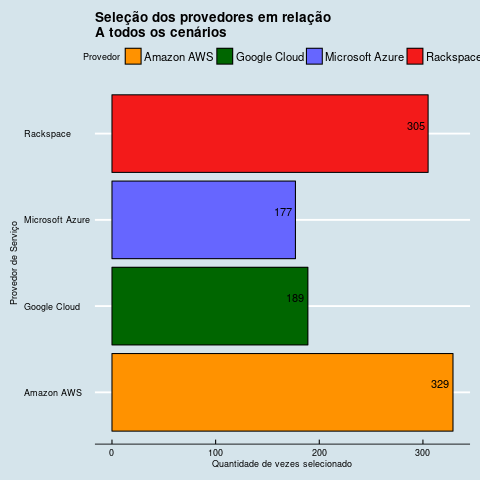 Seleção dos provedores em relação
A todos os cenários
Provedor Amazon AWS Google Cloud Microsoft Azure Rackspace
Rackspace 305
Microsoft Azure 177
Google Cloud 189
Amazon AWS 329
Provedor de Serviço
0 100 200 300
Quantidade de vezes selecionado